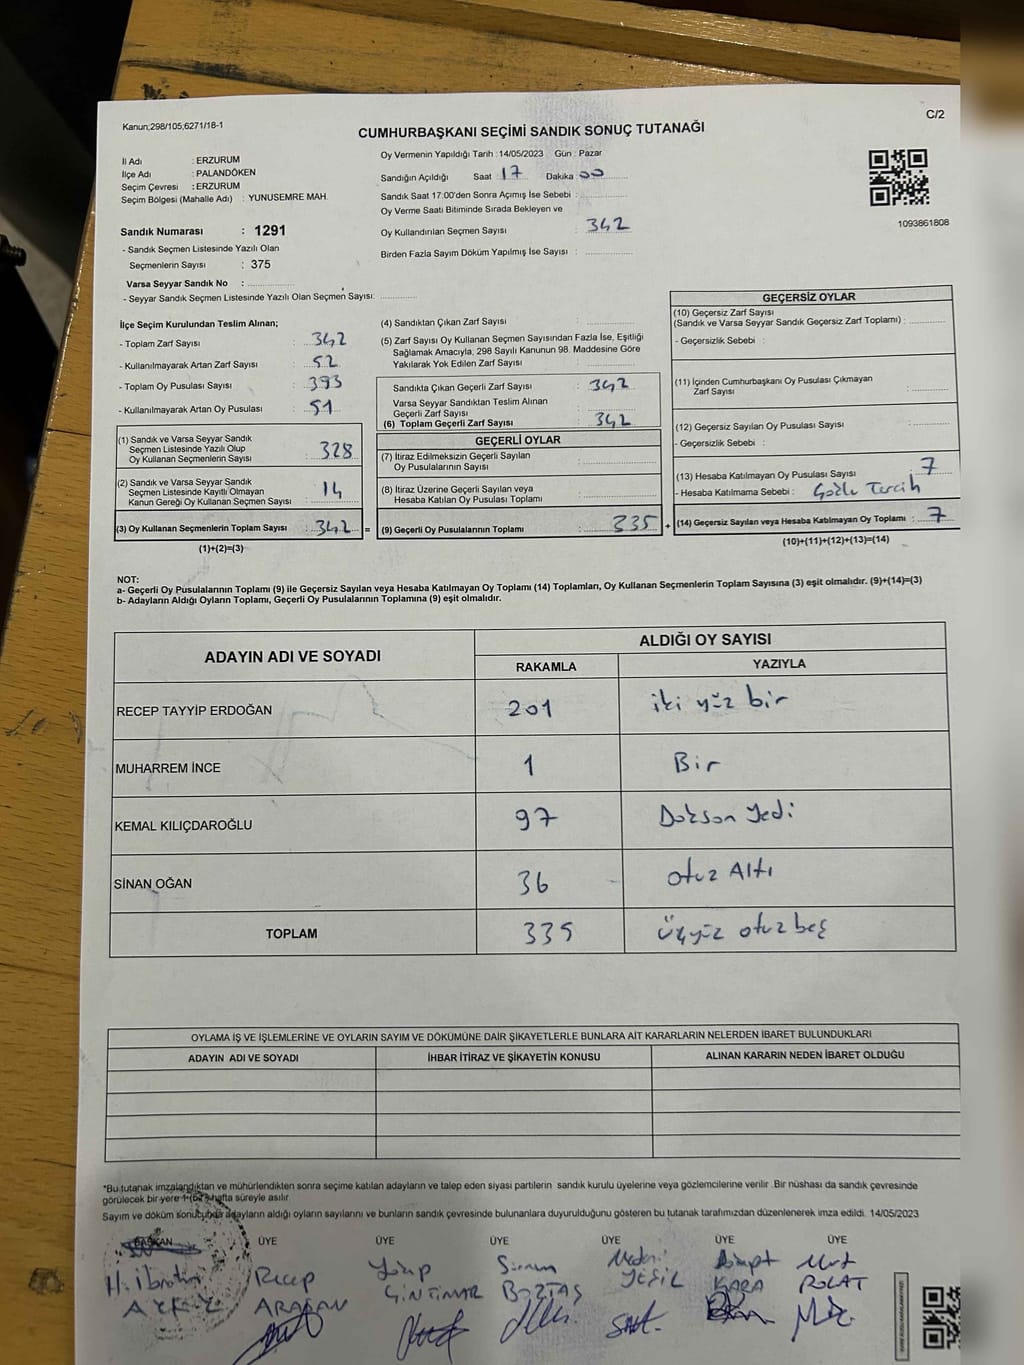 Kanun;298/105;6271/18-1
C/2
CUMHURBAŞKANI SEÇİMİ SANDIK SONUÇ TUTANAĞI
İl Adı : ERZURUM
İlçe Adı : PALANDÖKEN
Seçim Çevresi : ERZURUM
Seçim Bölgesi (Mahalle Adı) : YUNUSEMRE MAH.
Sandık Numarası : 1291
- Sandık Seçmen Listesinde Yazılı Olan
Seçmenlerin Sayısı : 375
Varsa Seyyar Sandık No :
- Seyyar Sandık Seçmen Listesinde Yazılı Olan Seçmen Sayısı:
Oy Vermenin Yapıldığı Tarih : 14/05/2023 Gün : Pazar
Sandığın Açıldığı Saat 17 Dakika 00
Sandık Saat 17:00'den Sonra Açımış İse Sebebi :
Oy Verme Saati Bitiminde Sırada Bekleyen ve
Oy Kullandırılan Seçmen Sayısı : 342
Birden Fazla Sayım Döküm Yapılmış İse Sayısı :
1093861808
İlçe Seçim Kurulundan Teslim Alınan;
- Toplam Zarf Sayısı : 342
- Kullanılmayarak Artan Zarf Sayısı : 52
- Toplam Oy Pusulası Sayısı : 393
- Kullanılmayarak Artan Oy Pusulası : 51
(1) Sandık ve Varsa Seyyar Sandık
Seçmen Listesinde Yazılı Olup
Oy Kullanan Seçmenlerin Sayısı : 328
(2) Sandık ve Varsa Seyyar Sandık
Seçmen Listesinde Kayıtlı Olmayan
Kanun Gereği Oy Kullanan Seçmen Sayısı : 14
(3) Oy Kullanan Seçmenlerin Toplam Sayısı : 342 =
(1)+(2)=(3)
(4) Sandıktan Çıkan Zarf Sayısı :
(5) Zarf Sayısı Oy Kullanan Seçmen Sayısından Fazla İse, Eşitliği
Sağlamak Amacıyla, 298 Sayılı Kanunun 98. Maddesine Göre
Yakılarak Yok Edilen Zarf Sayısı :
Sandıkta Çıkan Geçerli Zarf Sayısı : 342
Varsa Seyyar Sandıktan Teslim Alınan
Geçerli Zarf Sayısı :
(6) Toplam Geçerli Zarf Sayısı : 342
GEÇERLİ OYLAR
(7) İtiraz Edilmeksizin Geçerli Sayılan
Oy Pusulalarının Sayısı :
(8) İtiraz Üzerine Geçerli Sayılan veya
Hesaba Katılan Oy Pusulası Toplamı :
(9) Geçerli Oy Pusulalarının Toplamı : 335 +
GEÇERSİZ OYLAR
(10) Geçersiz Zarf Sayısı
(Sandık ve Varsa Seyyar Sandık Geçersiz Zarf Toplamı) :
- Geçersizlik Sebebi :
(11) İçinden Cumhurbaşkanı Oy Pusulası Çıkmayan
Zarf Sayısı :
(12) Geçersiz Sayılan Oy Pusulası Sayısı :
- Geçersizlik Sebebi :
(13) Hesaba Katılmayan Oy Pusulası Sayısı : 7
- Hesaba Katılmama Sebebi : Çoklu Tercih
(14) Geçersiz Sayılan veya Hesaba Katılmayan Oy Toplamı : 7
(10)+(11)+(12)+(13)=(14)
NOT:
a- Geçerli Oy Pusulalarının Toplamı (9) ile Geçersiz Sayılan veya Hesaba Katılmayan Oy Toplamı (14) Toplamları, Oy Kullanan Seçmenlerin Toplam Sayısına (3) eşit olmalıdır. (9)+(14)=(3)
b- Adayların Aldığı Oyların Toplamı, Geçerli Oy Pusulalarının Toplamına (9) eşit olmalıdır.
ADAYIN ADI VE SOYADI
ALDIĞI OY SAYISI
RAKAMLA YAZIYLA
RECEP TAYYİP ERDOĞAN 201 iki yüz bir
MUHARREM İNCE 1 Bir
KEMAL KILIÇDAROĞLU 97 Dokson Yedi
SİNAN OĞAN 36 otuz Altı
TOPLAM 335 üçyüz otuz beş
OYLAMA İŞ VE İŞLEMLERİNE VE OYLARIN SAYIM VE DÖKÜMÜNE DAİR ŞİKAYETLERLE BUNLARA AİT KARARLARIN NELERDEN İBARET BULUNDUKLARI
ADAYIN ADI VE SOYADI İHBAR İTİRAZ VE ŞİKAYETİN KONUSU ALINAN KARARIN NEDEN İBARET OLDUĞU
*Bu tutanak imzalandıktan ve mühürlendikten sonra seçime katılan adayların ve talep eden siyasi partilerin sandık kurulu üyelerine veya gözlemcilerine verilir .Bir nüshası da sandık çevresinde
görülecek bir yere 1 (bir) hafta süreyle asılır.
Sayım ve döküm sonucunda adayların aldığı oyların sayılarını ve bunların sandık çevresinde bulunanlara duyurulduğunu gösteren bu tutanak tarafımızdan düzenlenerek imza edildi. 14/05/2023
BAŞKAN ÜYE ÜYE ÜYE ÜYE ÜYE ÜYE
H. İbrahim Recep Sinem
BOZTAŞ YEŞİL KARA POLAT